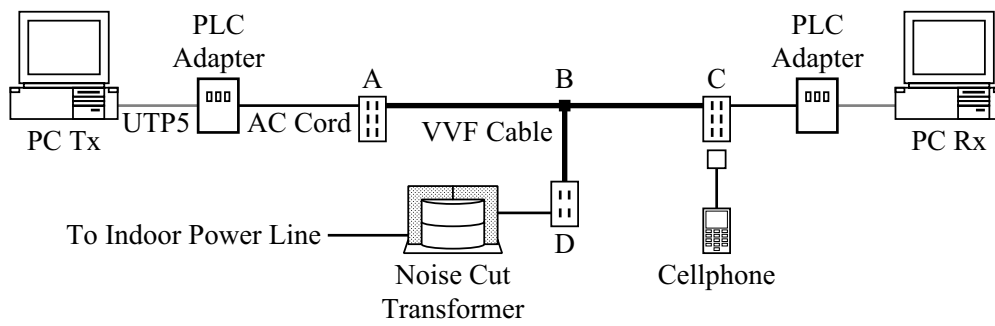 PLC
Adapter
PLC
Adapter
A
B
C
UTP5
AC Cord
VVF Cable
PC Tx
PC Rx
To Indoor Power Line
D
Noise Cut
Transformer
Cellphone